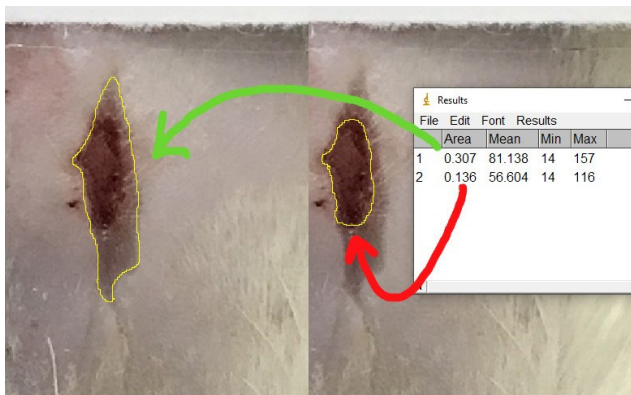 Results
File Edit Font Results
Area Mean Min Max
1 0.307 81.138 14 157
2 0.136 56.604 14 116